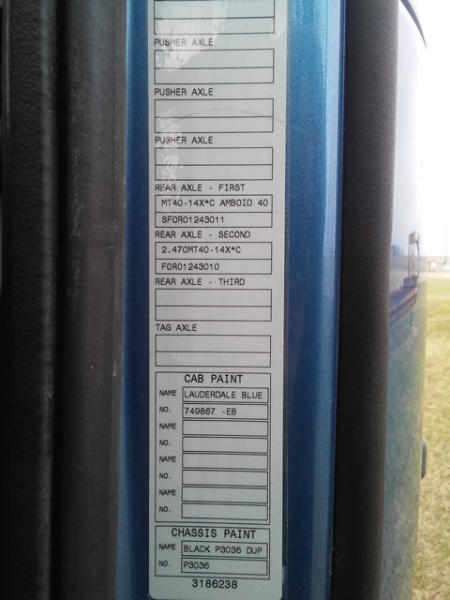 PUSHER AXLE
PUSHER AXLE
PUSHER AXLE
REAR AXLE - FIRST
MT40-14X*C AMBOID 40
SFOR01243011
REAR AXLE - SECOND
2.470MT40-14X*C
FOR01243010
REAR AXLE - THIRD
TAG AXLE
CAB PAINT
NAME LAUDERDALE BLUE
NO. 749867 -EB
NAME
NO.
NAME
NO.
NAME
NO.
CHASSIS PAINT
NAME BLACK P3036 DUP
NO. P3036
3186238